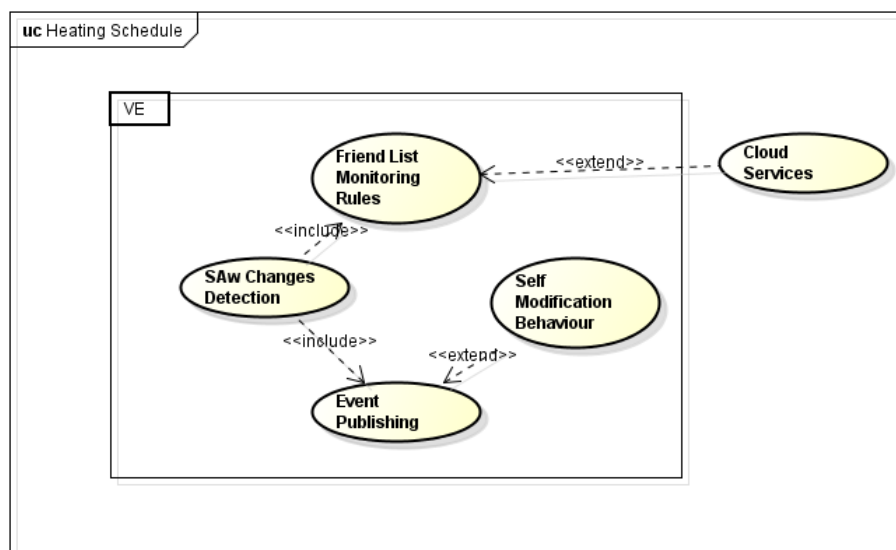 uc Heating Schedule
VE
Friend List
Monitoring
Rules
<<extend>>
Cloud
Services
<<include>>
SAw Changes
Detection
Self
Modification
Behaviour
<<include>>
<<extend>>
Event
Publishing